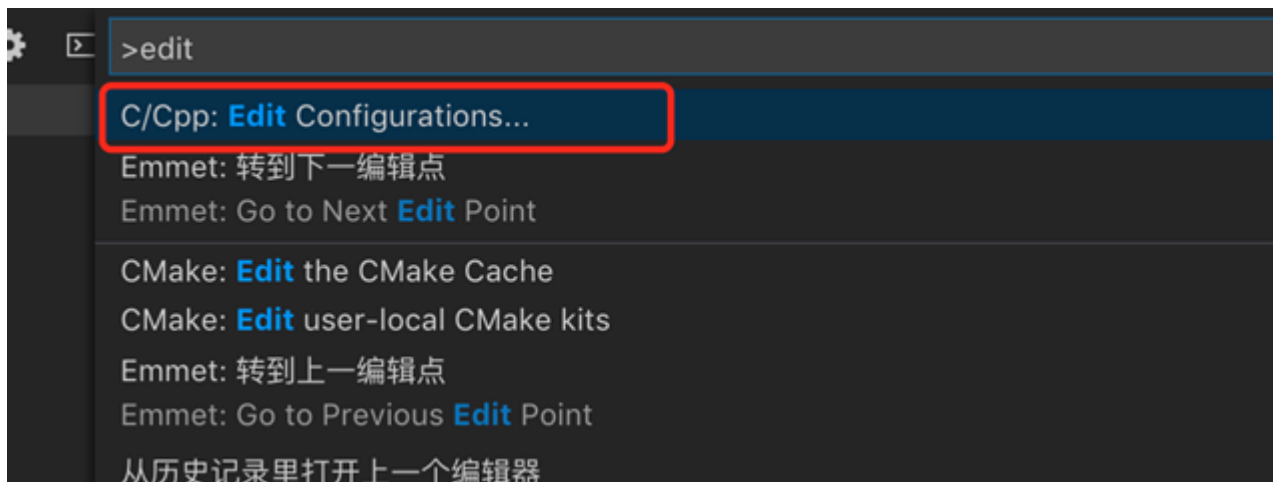 >edit
C/Cpp: Edit Configurations...
Emmet: 转到下一编辑点
Emmet: Go to Next Edit Point
CMake: Edit the CMake Cache
CMake: Edit user-local CMake kits
Emmet: 转到上一编辑点
Emmet: Go to Previous Edit Point
从历史记录里打开上一个编辑器